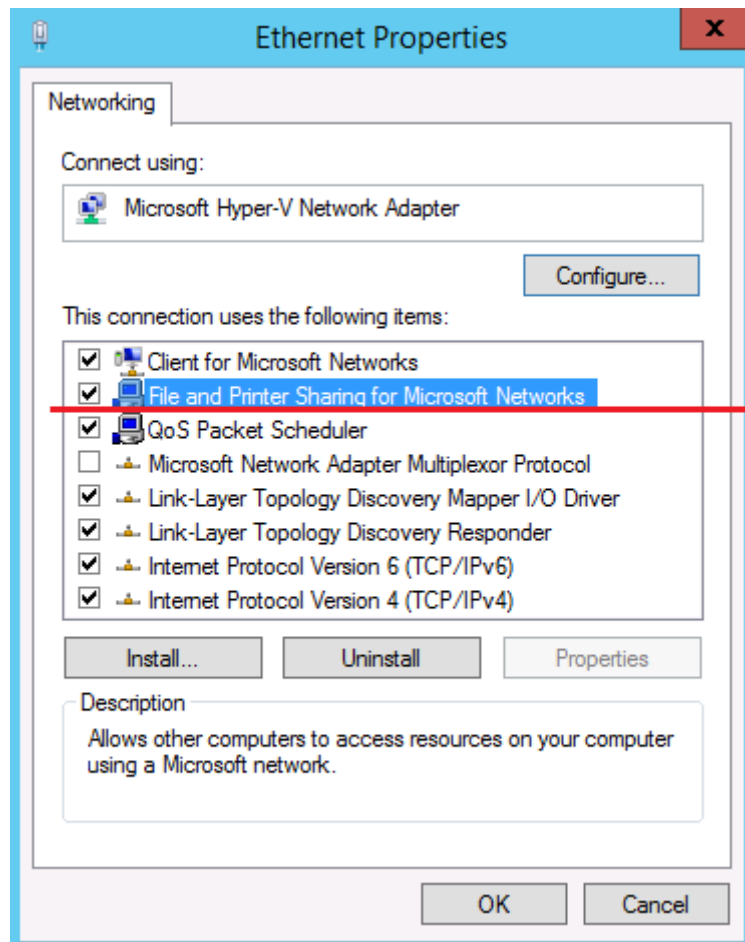 Ethernet Properties
x
Networking
Connect using:
Microsoft Hyper-V Network Adapter
Configure...
This connection uses the following items:
Client for Microsoft Networks
File and Printer Sharing for Microsoft Networks
QoS Packet Scheduler
Microsoft Network Adapter Multiplexor Protocol
Link-Layer Topology Discovery Mapper I/O Driver
Link-Layer Topology Discovery Responder
Internet Protocol Version 6 (TCP/IPv6)
Internet Protocol Version 4 (TCP/IPv4)
Install...
Uninstall
Properties
Description
Allows other computers to access resources on your computer
using a Microsoft network.
OK
Cancel